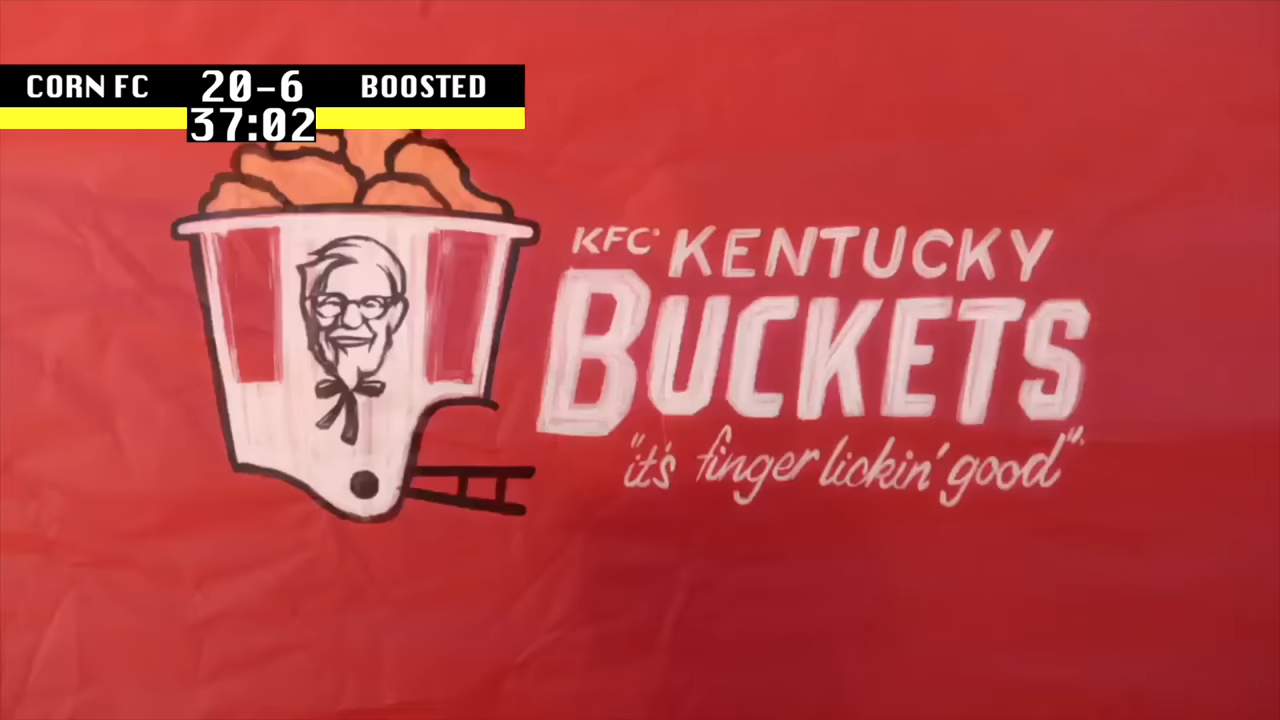 CORN FC 20-6 BOOSTED
37:02
KFC KENTUCKY
BUCKETS
"it's finger lickin' good"